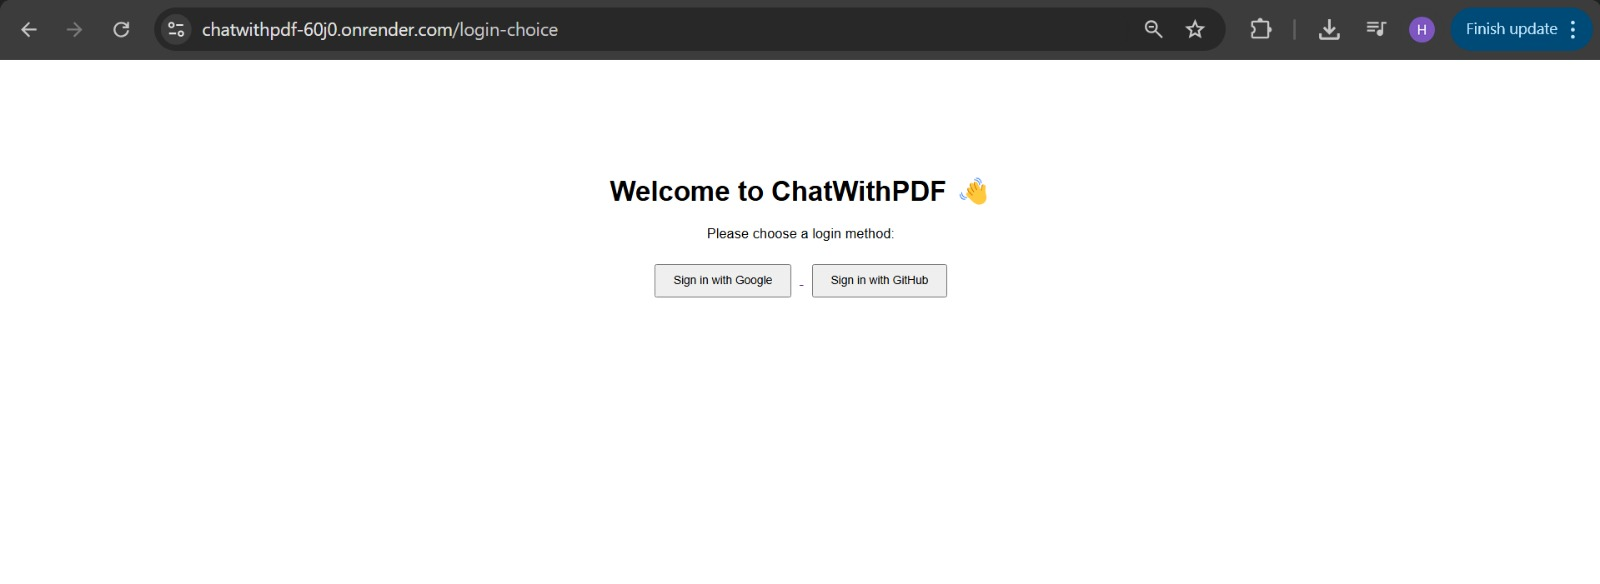 chatwithpdf-60j0.onrender.com/login-choice
H
Finish update
Welcome to ChatWithPDF 👋
Please choose a login method:
Sign in with Google - Sign in with GitHub